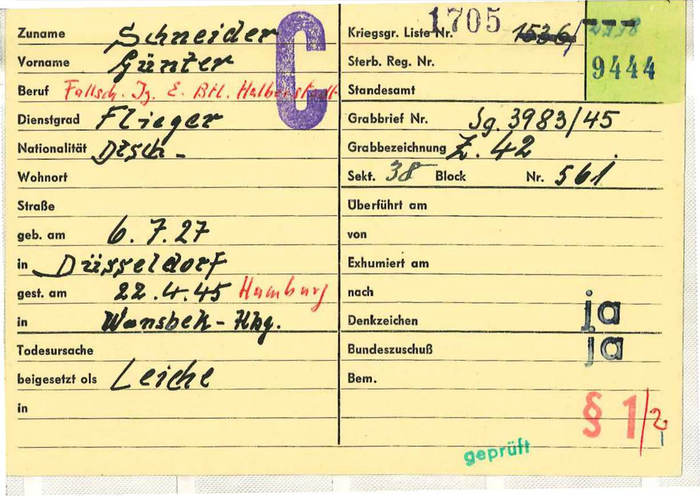 C
1705
Zuname Schneider
Vorname Günter
Beruf Fallsch. Jg. E. Btl. Halberstadt
Dienstgrad Flieger
Nationalität Dtsch.
Wohnort
Straße
geb. am 6.7.27
in Düsseldorf
gest. am 22.4.45 Hamburg
in Wansbek-Hbg.
Todesursache
beigesetzt als Leiche
in
Kriegsgr. Liste Nr. 1536
Sterb. Reg. Nr.
9444
Standesamt
Grabbrief Nr. Sg. 3983/45
Grabbezeichnung Z. 42
Sekt. 38 Block Nr. 561
Überführt am
von
Exhumiert am
nach
Denkzeichen ja
Bundeszuschuß ja
Bem.
§ 1/2
geprüft